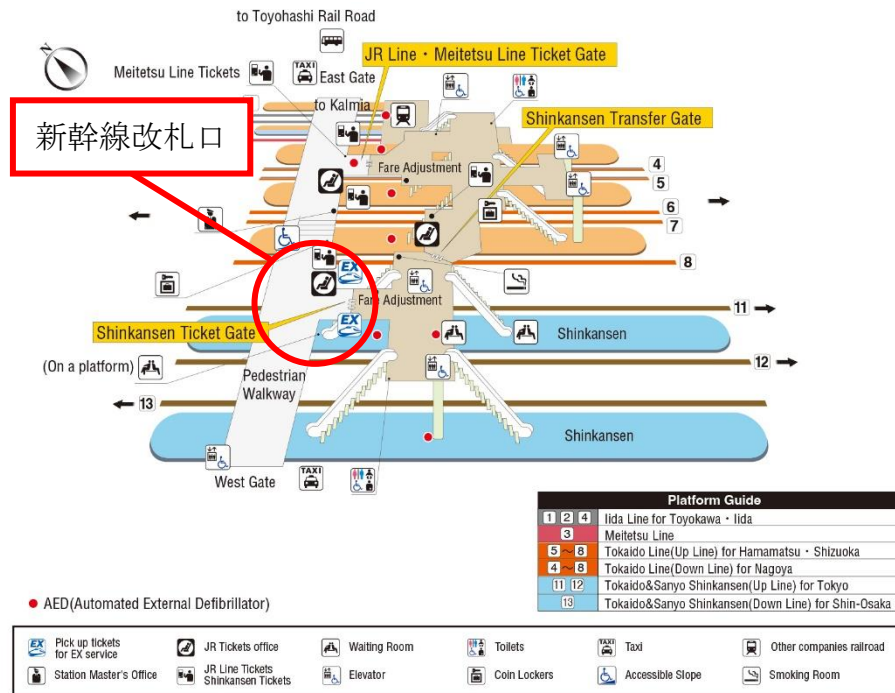 to Toyohashi Rail Road
JR Line・Meitetsu Line Ticket Gate
Meitetsu Line Tickets
TAXI
East Gate
to Kalmia
新幹線改札口
Shinkansen Transfer Gate
Fare Adjustment
4
5
6
7
8
EX
Fare Adjustment
11
Shinkansen Ticket Gate
EX
Shinkansen
(On a platform)
12
Pedestrian
Walkway
13
Shinkansen
West Gate
TAXI
Platform Guide
1 2 4 Iida Line for Toyokawa・Iida
3 Meitetsu Line
5～8 Tokaido Line(Up Line) for Hamamatsu・Shizuoka
4～8 Tokaido Line(Down Line) for Nagoya
11 12 Tokaido&Sanyo Shinkansen(Up Line) for Tokyo
13 Tokaido&Sanyo Shinkansen(Down Line) for Shin-Osaka
AED(Automated External Defibrillator)
EX Pick up tickets
for EX service
JR Tickets office
Waiting Room
Toilets
TAXI Taxi
Other companies railroad
Station Master's Office
JR Line Tickets
Shinkansen Tickets
Elevator
Coin Lockers
Accessible Slope
Smoking Room